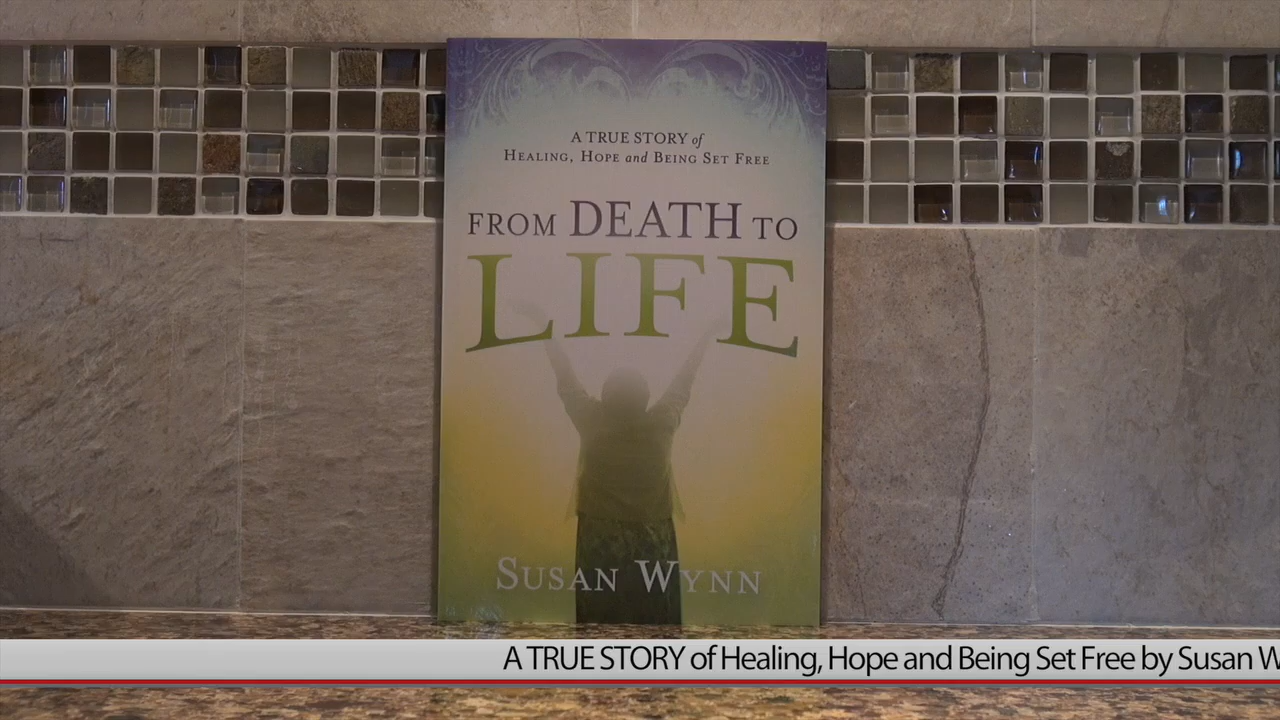 A TRUE STORY of
HEALING, HOPE and BEING SET FREE
FROM DEATH TO
LIFE
SUSAN WYNN
A TRUE STORY of Healing, Hope and Being Set Free by Susan W